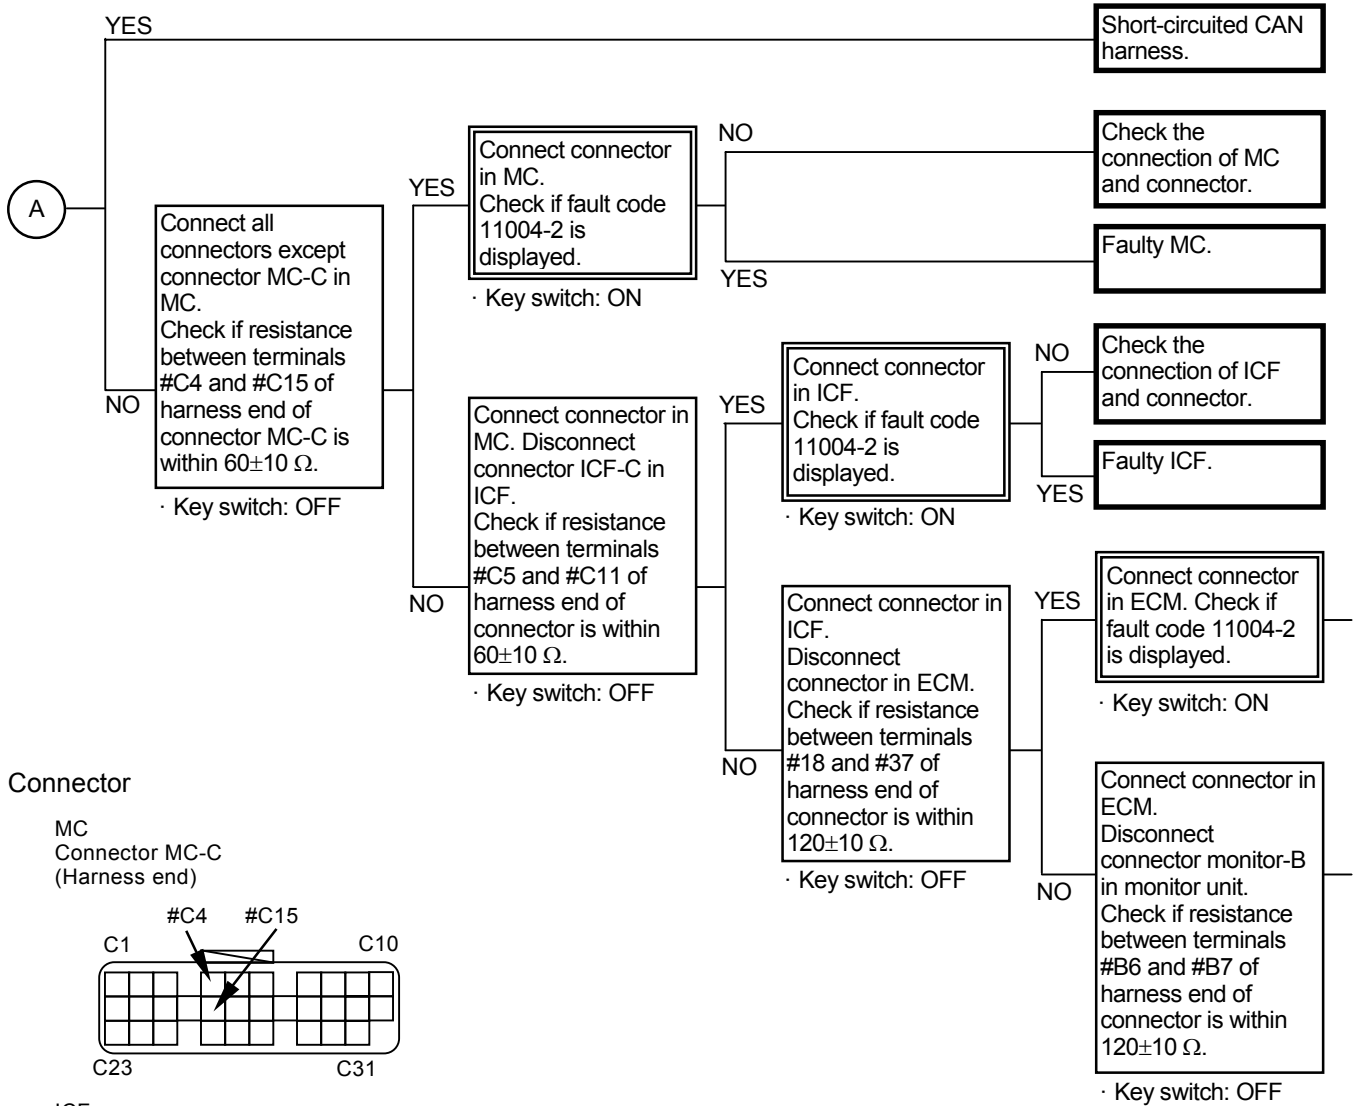 YES
Short-circuited CAN
harness.
A
NO
Connect all
connectors except
connector MC-C in
MC.
Check if resistance
between terminals
#C4 and #C15 of
harness end of
connector MC-C is
within 60±10 Ω.
· Key switch: OFF
YES
Connect connector
in MC.
Check if fault code
11004-2 is
displayed.
· Key switch: ON
NO
Check the
connection of MC
and connector.
YES
Faulty MC.
NO
Connect connector in
MC. Disconnect
connector ICF-C in
ICF.
Check if resistance
between terminals
#C5 and #C11 of
harness end of
connector is within
60±10 Ω.
· Key switch: OFF
YES
Connect connector
in ICF.
Check if fault code
11004-2 is
displayed.
· Key switch: ON
NO
Check the
connection of ICF
and connector.
YES
Faulty ICF.
NO
Connect connector in
ICF.
Disconnect
connector in ECM.
Check if resistance
between terminals
#18 and #37 of
harness end of
connector is within
120±10 Ω.
· Key switch: OFF
YES
Connect connector
in ECM. Check if
fault code 11004-2
is displayed.
· Key switch: ON
NO
Connect connector in
ECM.
Disconnect
connector monitor-B
in monitor unit.
Check if resistance
between terminals
#B6 and #B7 of
harness end of
connector is within
120±10 Ω.
· Key switch: OFF
Connector
MC
Connector MC-C
(Harness end)
#C4 #C15
C1 C10
C23 C31